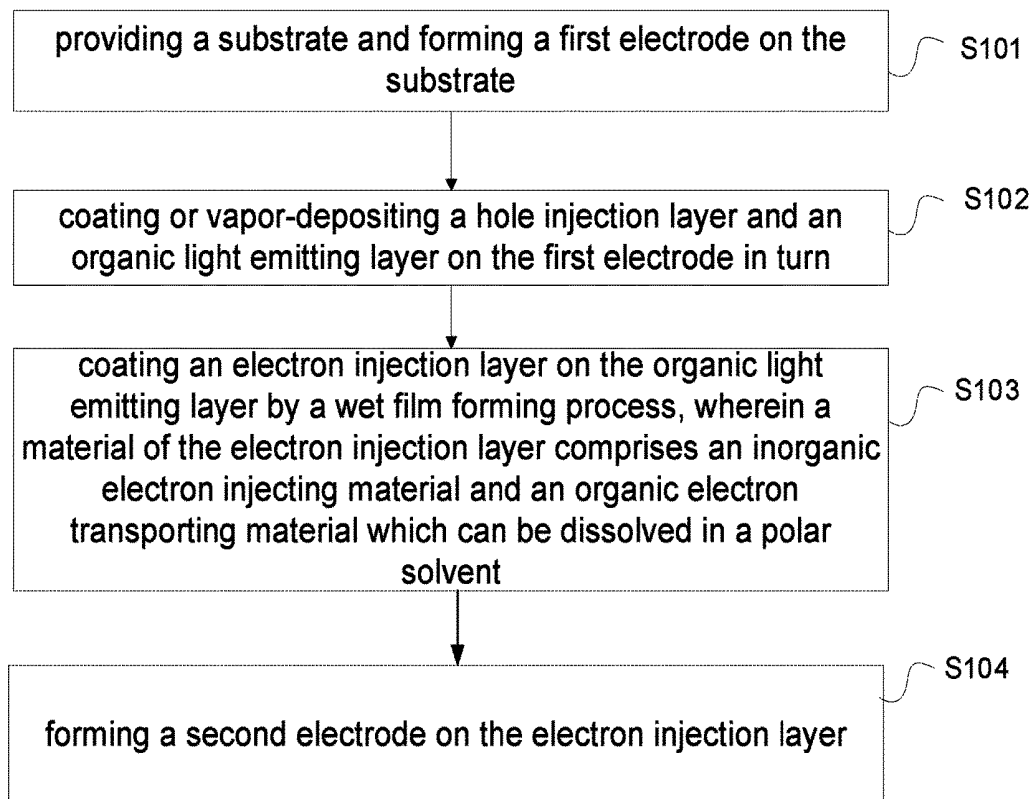 providing a substrate and forming a first electrode on the
substrate
S101
coating or vapor-depositing a hole injection layer and an
organic light emitting layer on the first electrode in turn
S102
coating an electron injection layer on the organic light
emitting layer by a wet film forming process, wherein a
material of the electron injection layer comprises an inorganic
electron injecting material and an organic electron
transporting material which can be dissolved in a polar
solvent
S103
forming a second electrode on the electron injection layer
S104